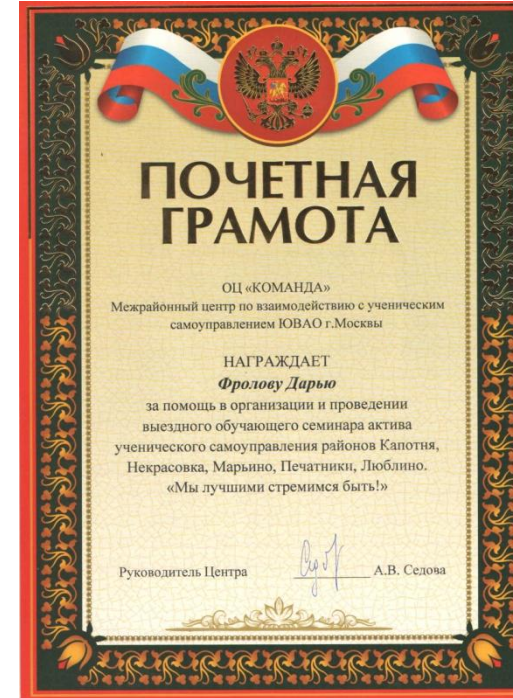 ПОЧЕТНАЯ
ГРАМОТА
ОЦ «КОМАНДА»
Межрайонный центр по взаимодействию с ученическим
самоуправлением ЮВАО г.Москвы
НАГРАЖДАЕТ
Фролову Дарью
за помощь в организации и проведении
выездного обучающего семинара актива
ученического самоуправления районов Капотня,
Некрасовка, Марьино, Печатники, Люблино.
«Мы лучшими стремимся быть!»
Руководитель Центра А.В. Седова